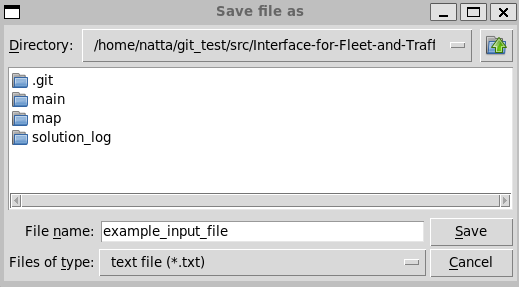 Save file as
Directory: /home/natta/git_test/src/Interface-for-Fleet-and-Traff
.git
main
map
solution_log
File name: example_input_file Save
Files of type: text file (*.txt) Cancel